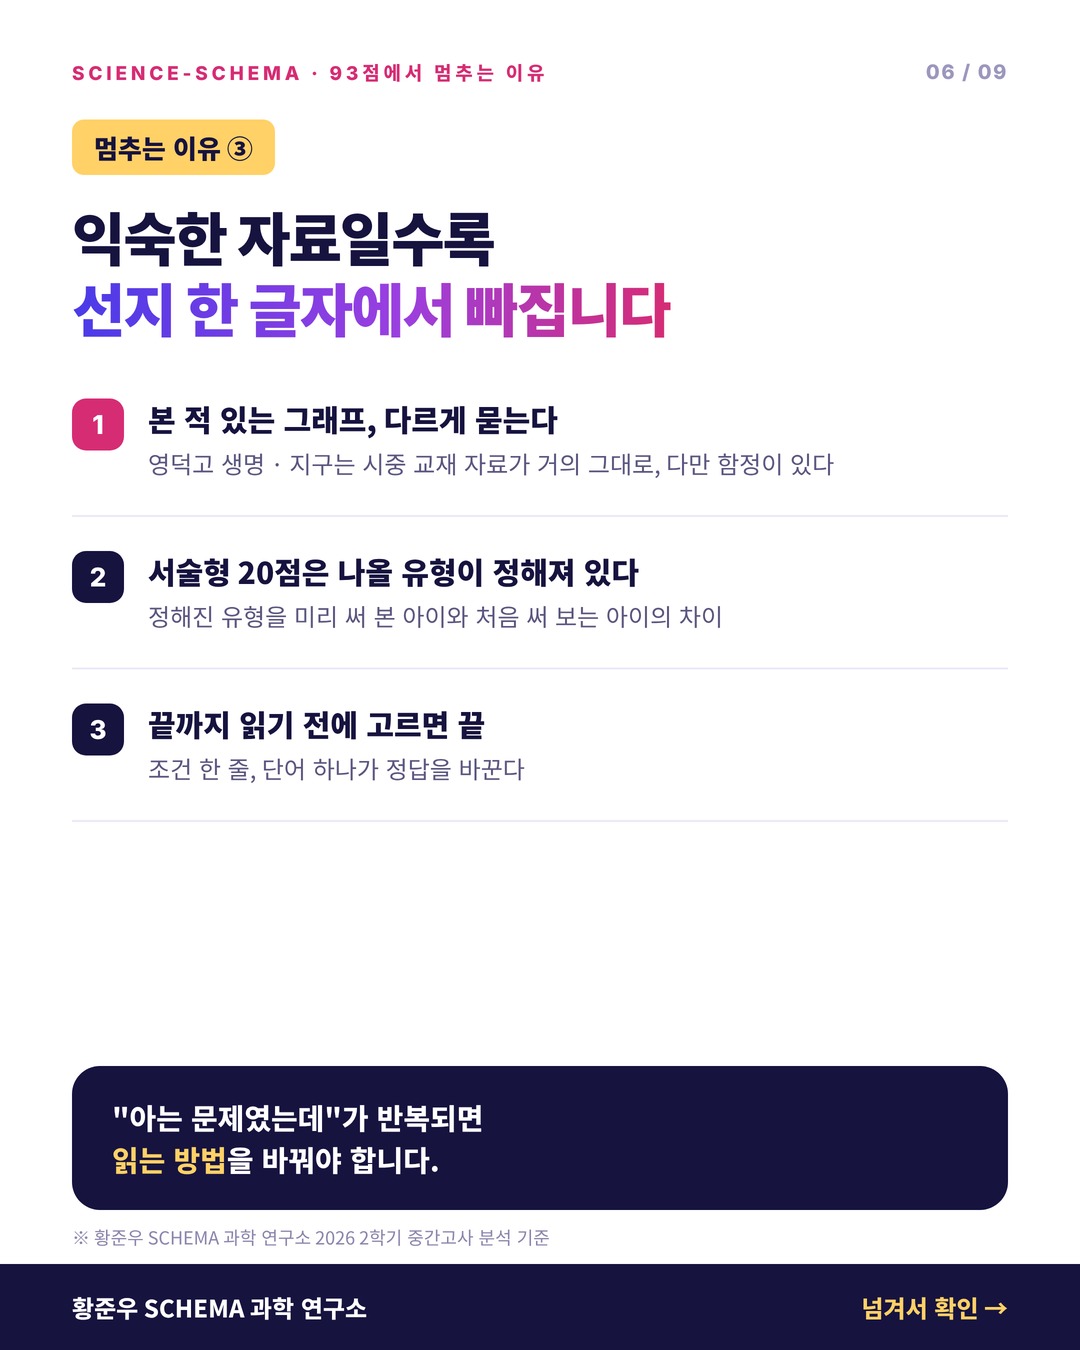 SCIENCE-SCHEMA · 93점에서 멈추는 이유
06 / 09
멈추는 이유 ③
익숙한 자료일수록
선지 한 글자에서 빠집니다
1
본 적 있는 그래프, 다르게 묻는다
영덕고 생명 · 지구는 시중 교재 자료가 거의 그대로, 다만 함정이 있다
2
서술형 20점은 나올 유형이 정해져 있다
정해진 유형을 미리 써 본 아이와 처음 써 보는 아이의 차이
3
끝까지 읽기 전에 고르면 끝
조건 한 줄, 단어 하나가 정답을 바꾼다
"아는 문제였는데"가 반복되면
읽는 방법을 바꿔야 합니다.
※ 황준우 SCHEMA 과학 연구소 2026 2학기 중간고사 분석 기준
황준우 SCHEMA 과학 연구소
넘겨서 확인 →